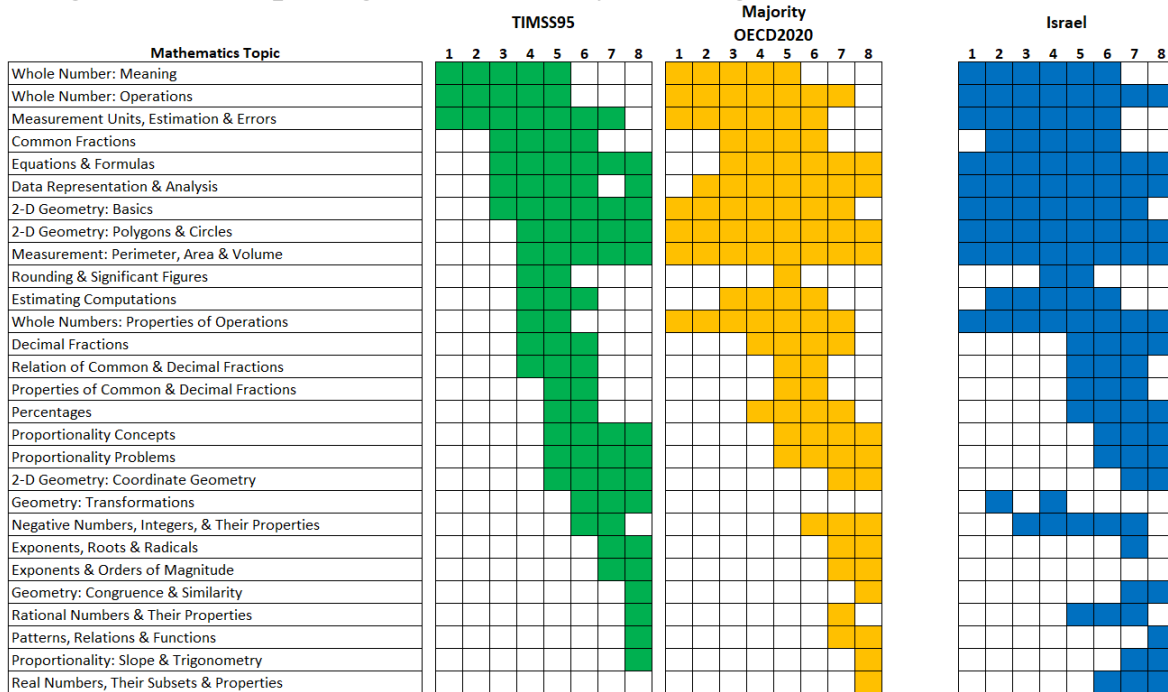 TIMSS95
Majority
OECD2020
Israel
Mathematics Topic
1 2 3 4 5 6 7 8
1 2 3 4 5 6 7 8
1 2 3 4 5 6 7 8
Whole Number: Meaning
Whole Number: Operations
Measurement Units, Estimation & Errors
Common Fractions
Equations & Formulas
Data Representation & Analysis
2-D Geometry: Basics
2-D Geometry: Polygons & Circles
Measurement: Perimeter, Area & Volume
Rounding & Significant Figures
Estimating Computations
Whole Numbers: Properties of Operations
Decimal Fractions
Relation of Common & Decimal Fractions
Properties of Common & Decimal Fractions
Percentages
Proportionality Concepts
Proportionality Problems
2-D Geometry: Coordinate Geometry
Geometry: Transformations
Negative Numbers, Integers, & Their Properties
Exponents, Roots & Radicals
Exponents & Orders of Magnitude
Geometry: Congruence & Similarity
Rational Numbers & Their Properties
Patterns, Relations & Functions
Proportionality: Slope & Trigonometry
Real Numbers, Their Subsets & Properties